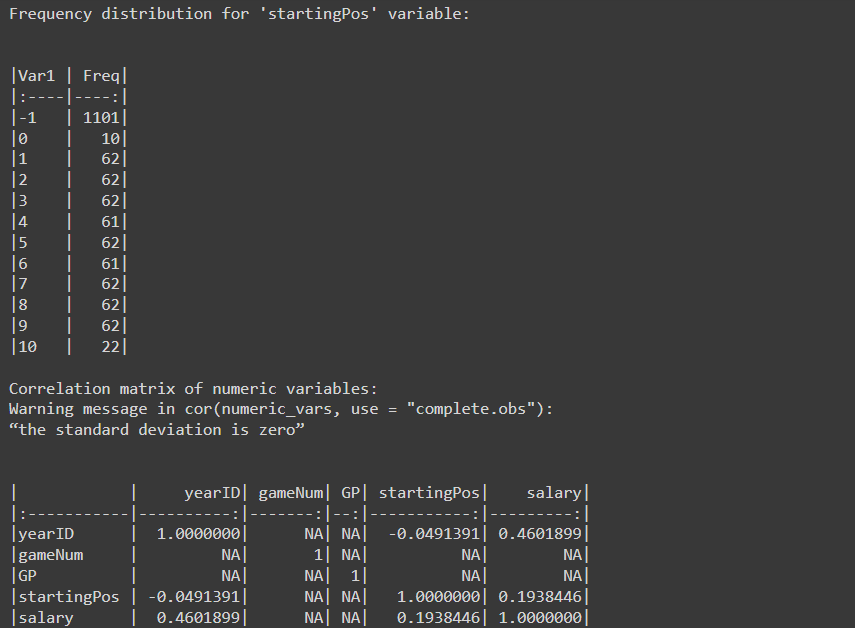 Frequency distribution for 'startingPos' variable:
|Var1 | Freq|
|:----|----:|
|-1   | 1101|
|0    |   10|
|1    |   62|
|2    |   62|
|3    |   62|
|4    |   61|
|5    |   62|
|6    |   61|
|7    |   62|
|8    |   62|
|9    |   62|
|10   |   22|
Correlation matrix of numeric variables:
Warning message in cor(numeric_vars, use = "complete.obs"):
“the standard deviation is zero”
|            |     yearID| gameNum| GP| startingPos|    salary|
|:-----------|----------:|-------:|--:|-----------:|---------:|
|yearID      |  1.0000000|      NA| NA|  -0.0491391| 0.4601899|
|gameNum     |         NA|       1| NA|          NA|        NA|
|GP          |         NA|      NA|  1|          NA|        NA|
|startingPos | -0.0491391|      NA| NA|   1.0000000| 0.1938446|
|salary      |  0.4601899|      NA| NA|   0.1938446| 1.0000000|